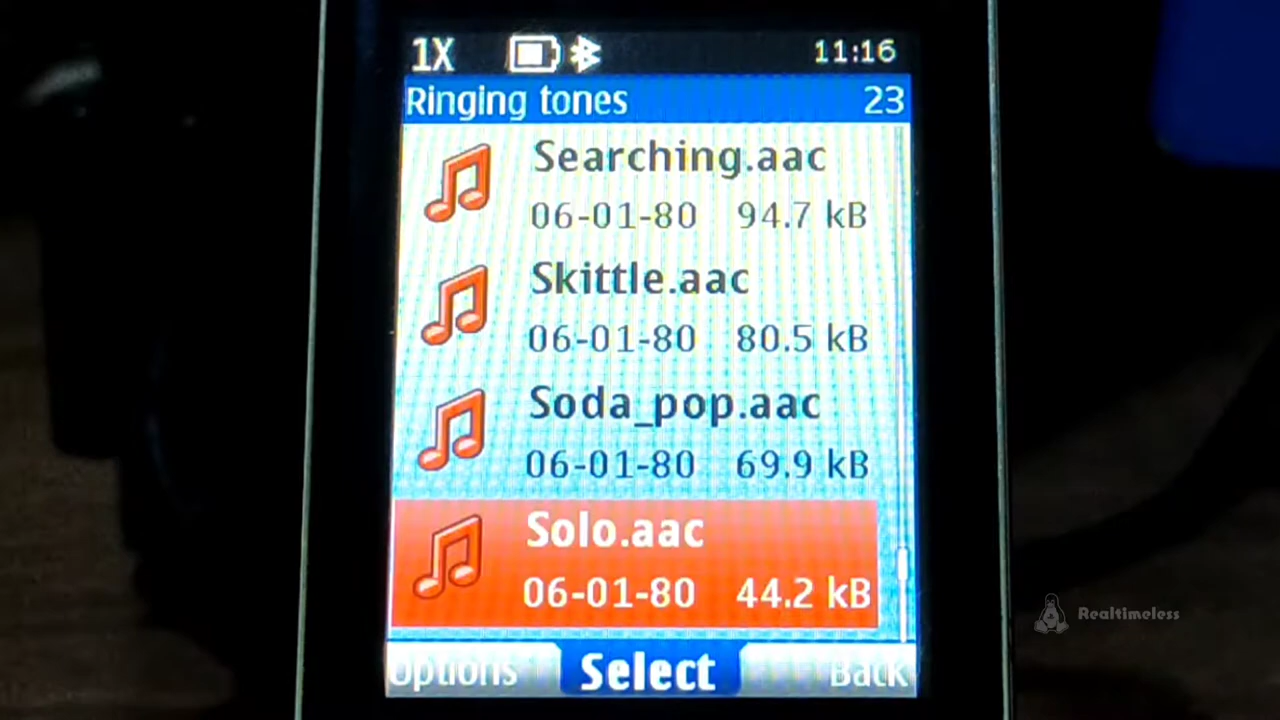 1X 11:16
Ringing tones 23
Searching.aac
06-01-80 94.7 kB
Skittle.aac
06-01-80 80.5 kB
Soda_pop.aac
06-01-80 69.9 kB
Solo.aac
06-01-80 44.2 kB
Options Select Back
Realtimeless